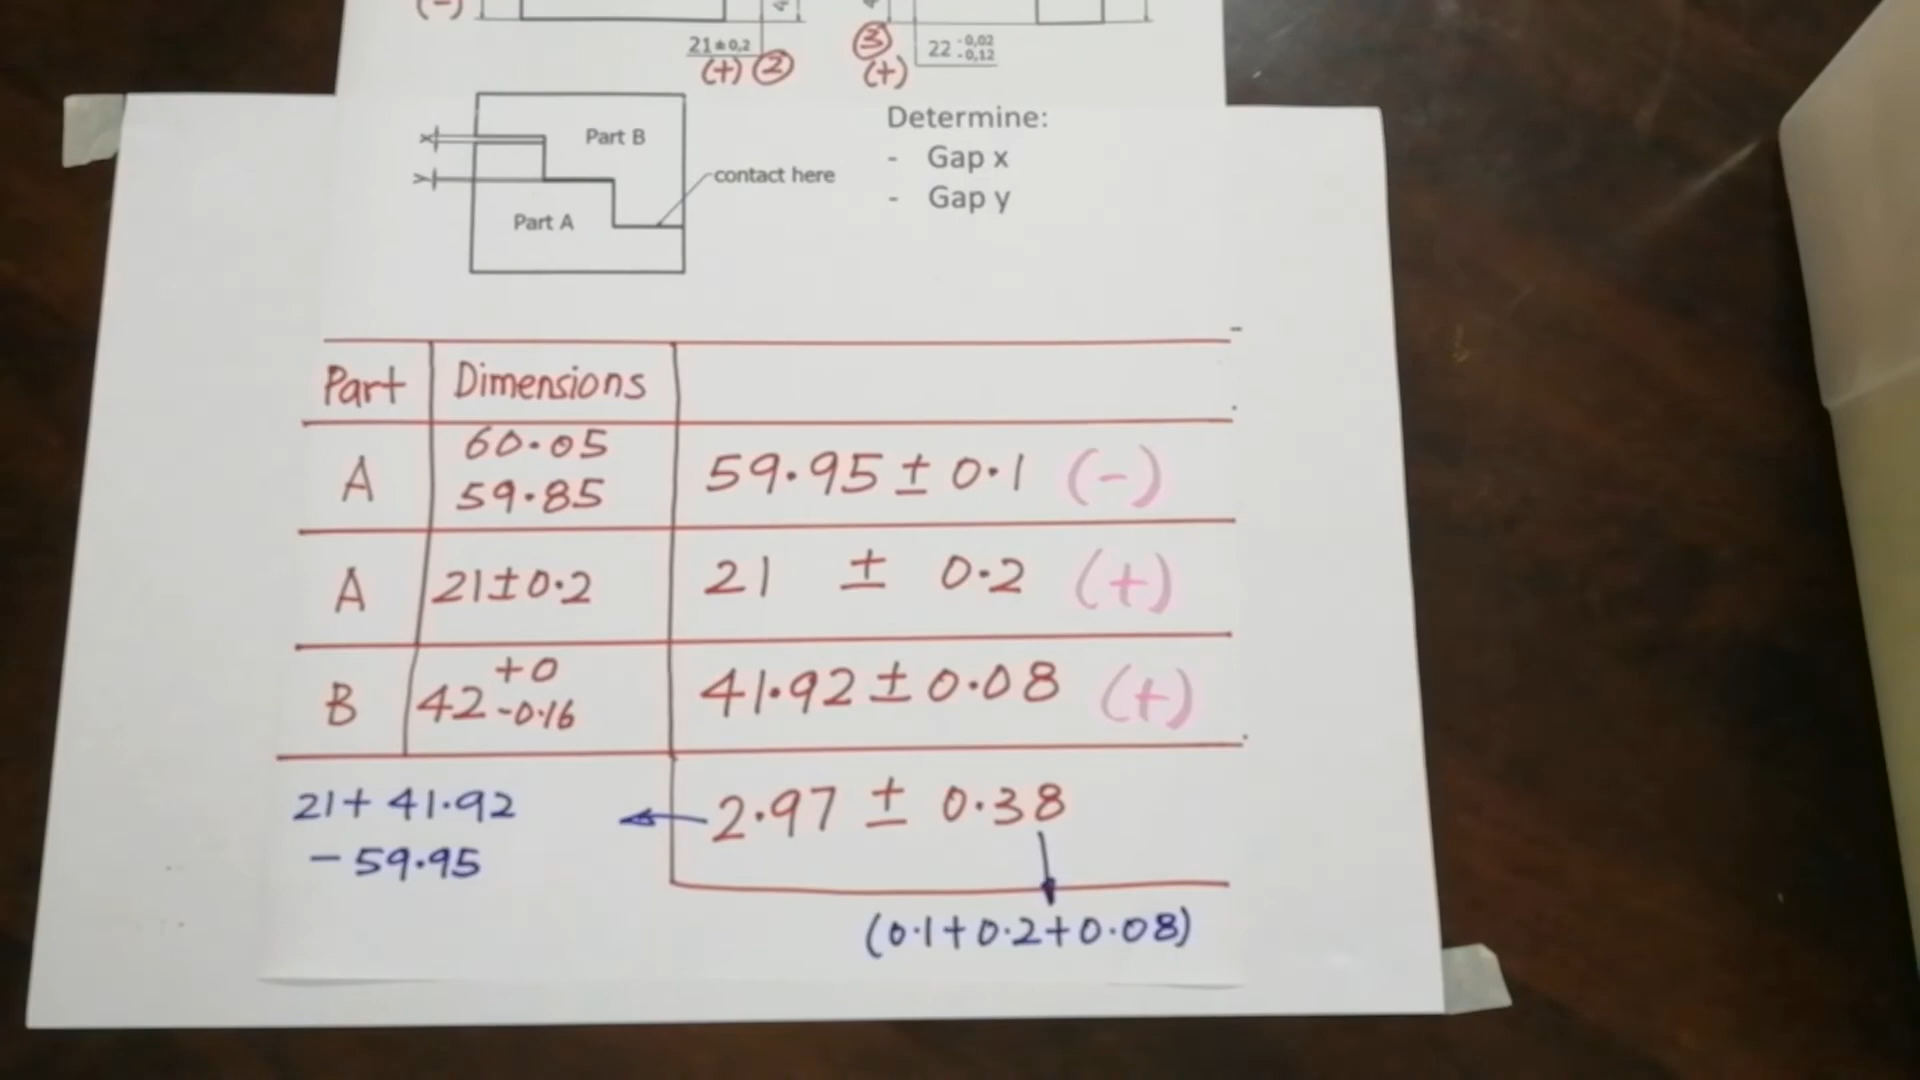 (-)
21±0,2
(+) ②
③
(+)
22 -0,02
-0,12
Part B
x
contact here
Part A
Determine:
- Gap x
- Gap y
Part Dimensions
A 60.05
59.85
59.95 ± 0.1 (-)
A 21±0.2 21 ± 0.2 (+)
B 42 +0
-0.16
41.92 ± 0.08 (+)
21 + 41.92
- 59.95
2.97 ± 0.38
(0.1+0.2+0.08)